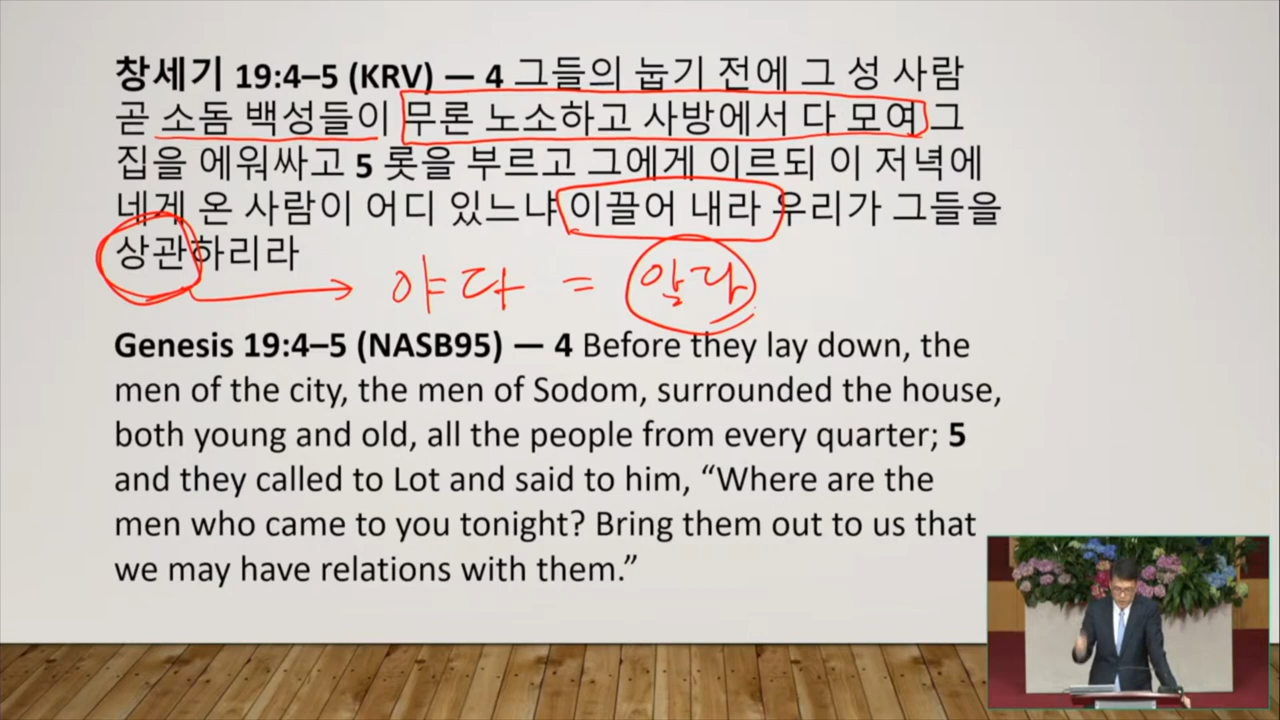 창세기 19:4–5 (KRV) — 4 그들의 눕기 전에 그 성 사람
곧 소돔 백성들이 무론 노소하고 사방에서 다 모여 그
집을 에워싸고 5 롯을 부르고 그에게 이르되 이 저녁에
네게 온 사람이 어디 있느냐 이끌어 내라 우리가 그들을
상관하리라
야다 = 알다
Genesis 19:4–5 (NASB95) — 4 Before they lay down, the
men of the city, the men of Sodom, surrounded the house,
both young and old, all the people from every quarter; 5
and they called to Lot and said to him, “Where are the
men who came to you tonight? Bring them out to us that
we may have relations with them.”